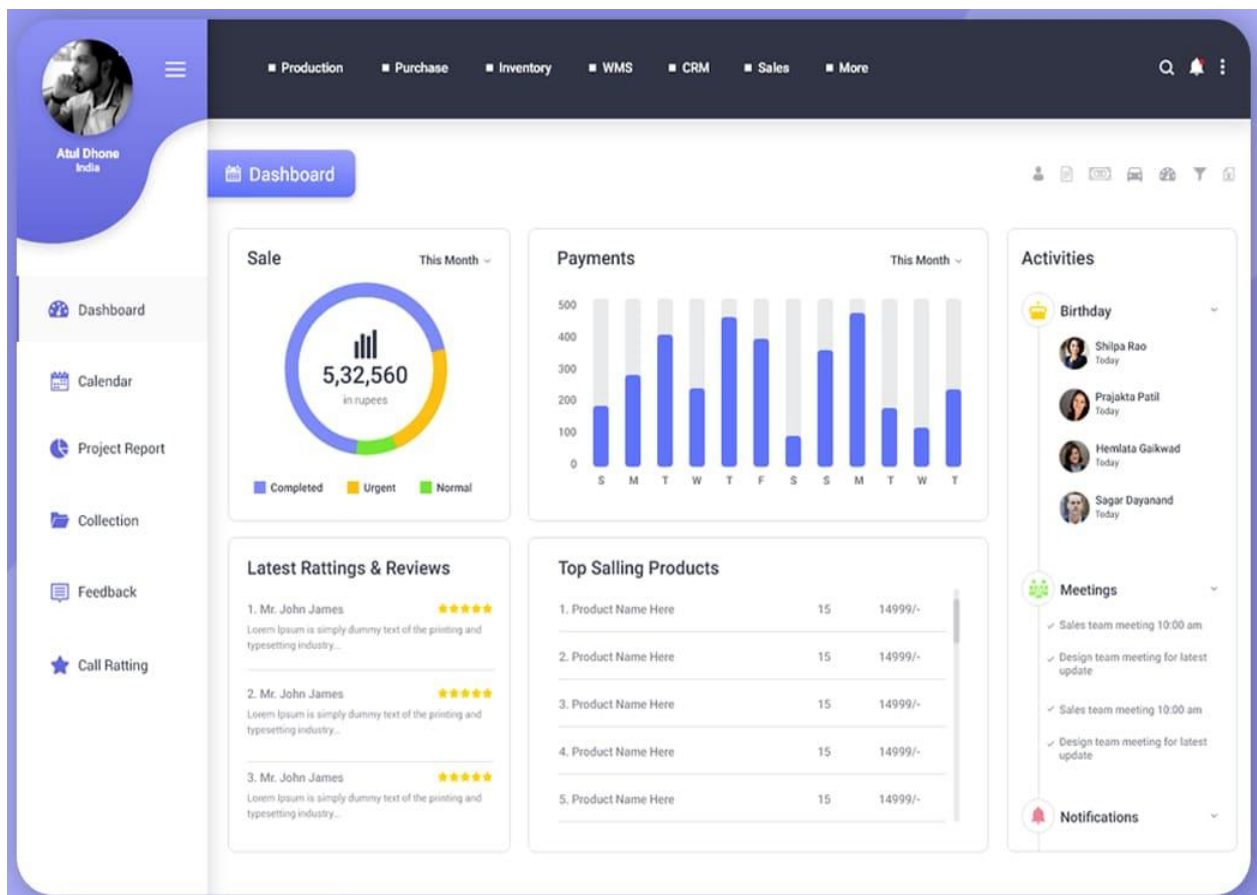 Atul Dhone
India
Production Purchase Inventory WMS CRM Sales More
Dashboard
Dashboard
Calendar
Project Report
Collection
Feedback
Call Ratting
Sale
This Month
5,32,560
in rupees
Completed Urgent Normal
Payments
This Month
500
400
300
200
100
0
S M T W T F S S M T W T
Latest Rattings & Reviews
1. Mr. John James
Lorem Ipsum is simply dummy text of the printing and
typesetting industry...
2. Mr. John James
Lorem Ipsum is simply dummy text of the printing and
typesetting industry...
3. Mr. John James
Lorem Ipsum is simply dummy text of the printing and
typesetting industry...
Top Salling Products
1. Product Name Here 15 14999/-
2. Product Name Here 15 14999/-
3. Product Name Here 15 14999/-
4. Product Name Here 15 14999/-
5. Product Name Here 15 14999/-
Activities
Birthday
Shilpa Rao
Today
Prajakta Patil
Today
Hemlata Gaikwad
Today
Sagar Dayanand
Today
Meetings
Sales team meeting 10:00 am
Design team meeting for latest
update
Sales team meeting 10:00 am
Design team meeting for latest
update
Notifications